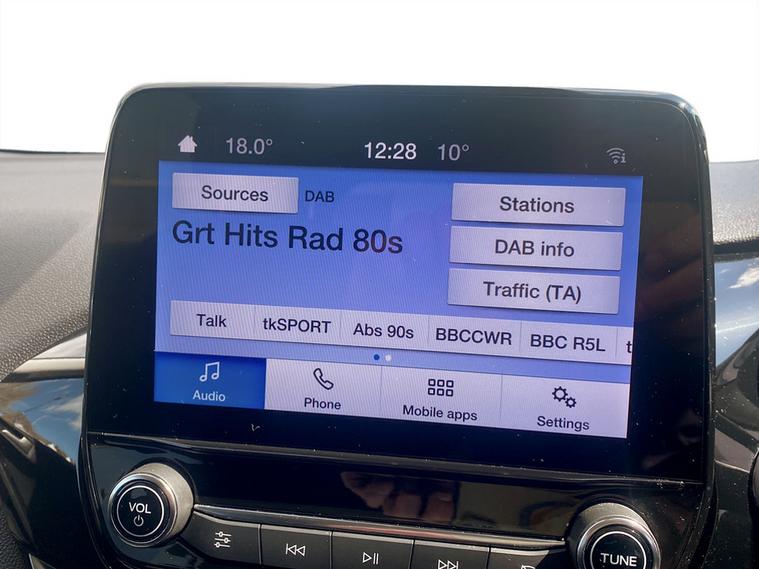 18.0° 12:28 10°
Sources DAB Stations
Grt Hits Rad 80s
DAB info
Traffic (TA)
Talk tkSPORT Abs 90s BBCCWR BBC R5L t
Audio Phone Mobile apps Settings
VOL TUNE